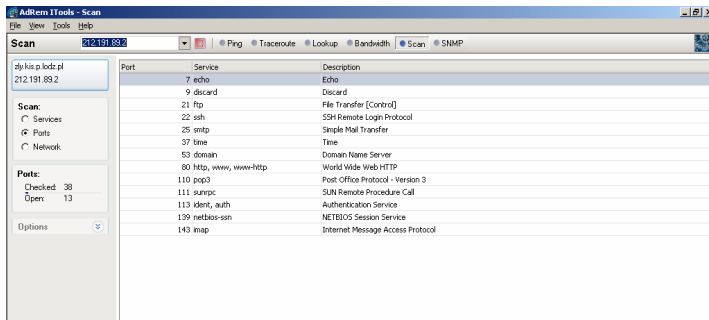 AdRem ITools - Scan
File View Tools Help
Scan 212.191.89.2 Ping Traceroute Lookup Bandwidth Scan SNMP
zly.kis.p.lodz.pl
212.191.89.2
Scan:
Services
Ports
Network
Ports:
Checked: 38
Open: 13
Options
Port Service Description
7 echo Echo
9 discard Discard
21 ftp File Transfer [Control]
22 ssh SSH Remote Login Protocol
25 smtp Simple Mail Transfer
37 time Time
53 domain Domain Name Server
80 http, www, www-http World Wide Web HTTP
110 pop3 Post Office Protocol - Version 3
111 sunrpc SUN Remote Procedure Call
113 ident, auth Authentication Service
139 netbios-ssn NETBIOS Session Service
143 imap Internet Message Access Protocol